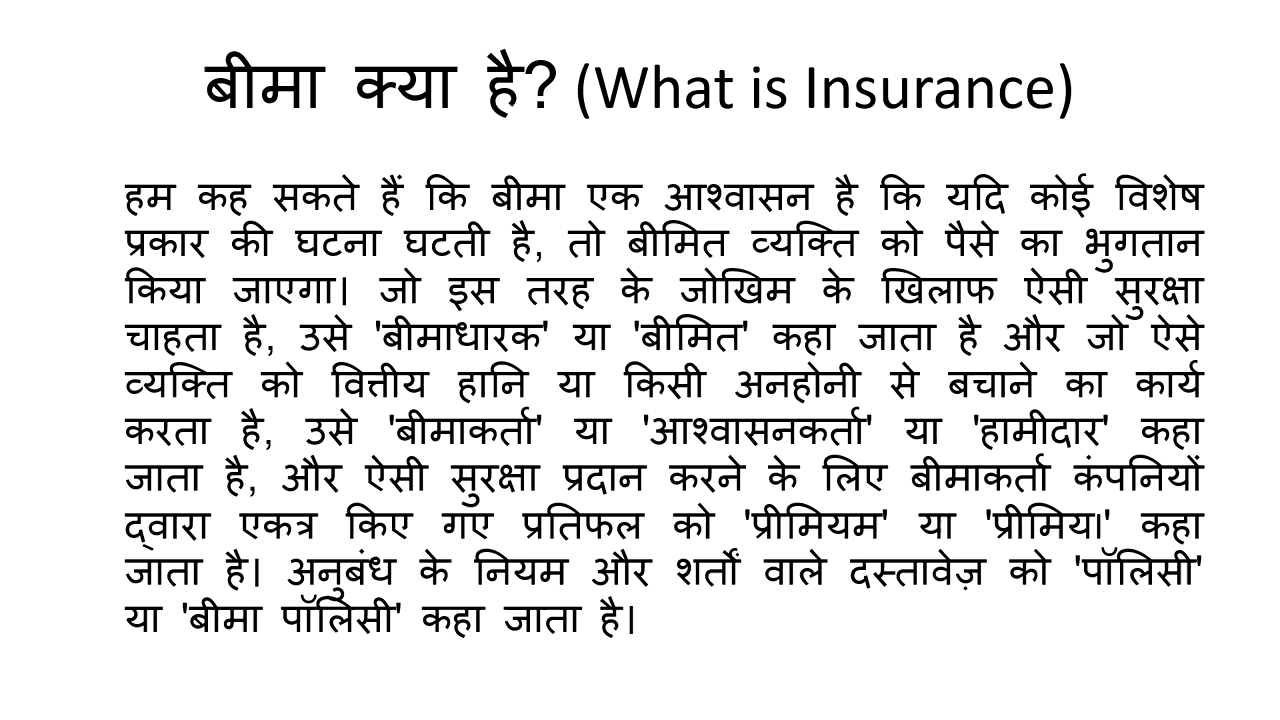 बीमा क्या है? (What is Insurance)
हम कह सकते हैं कि बीमा एक आश्वासन है कि यदि कोई विशेष
प्रकार की घटना घटती है, तो बीमित व्यक्ति को पैसे का भुगतान
किया जाएगा। जो इस तरह के जोखिम के खिलाफ ऐसी सुरक्षा
चाहता है, उसे 'बीमाधारक' या 'बीमित' कहा जाता है और जो ऐसे
व्यक्ति को वित्तीय हानि या किसी अनहोनी से बचाने का कार्य
करता है, उसे 'बीमाकर्ता' या 'आश्वासनकर्ता' या 'हामीदार' कहा
जाता है, और ऐसी सुरक्षा प्रदान करने के लिए बीमाकर्ता कंपनियों
द्वारा एकत्र किए गए प्रतिफल को 'प्रीमियम' या 'प्रीमिय।' कहा
जाता है। अनुबंध के नियम और शर्तों वाले दस्तावेज़ को 'पॉलिसी'
या 'बीमा पॉलिसी' कहा जाता है।